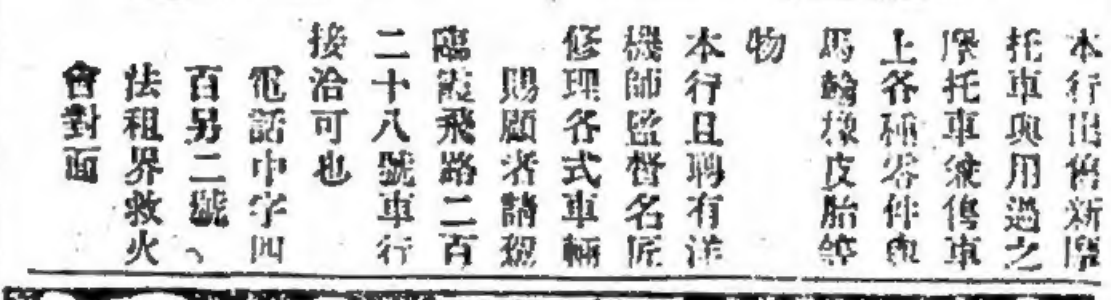 本行出售新摩
托車與用過之
摩托車兼售車
上各種零件與
馬輪橡皮胎等
物
本行且聘有洋
機師監督名匠
修理各式車輛
賜顧者請
臨霞飛路二百
二十八號車行
接洽可也
電話中字四
百另二號、
法租界救火
會對面